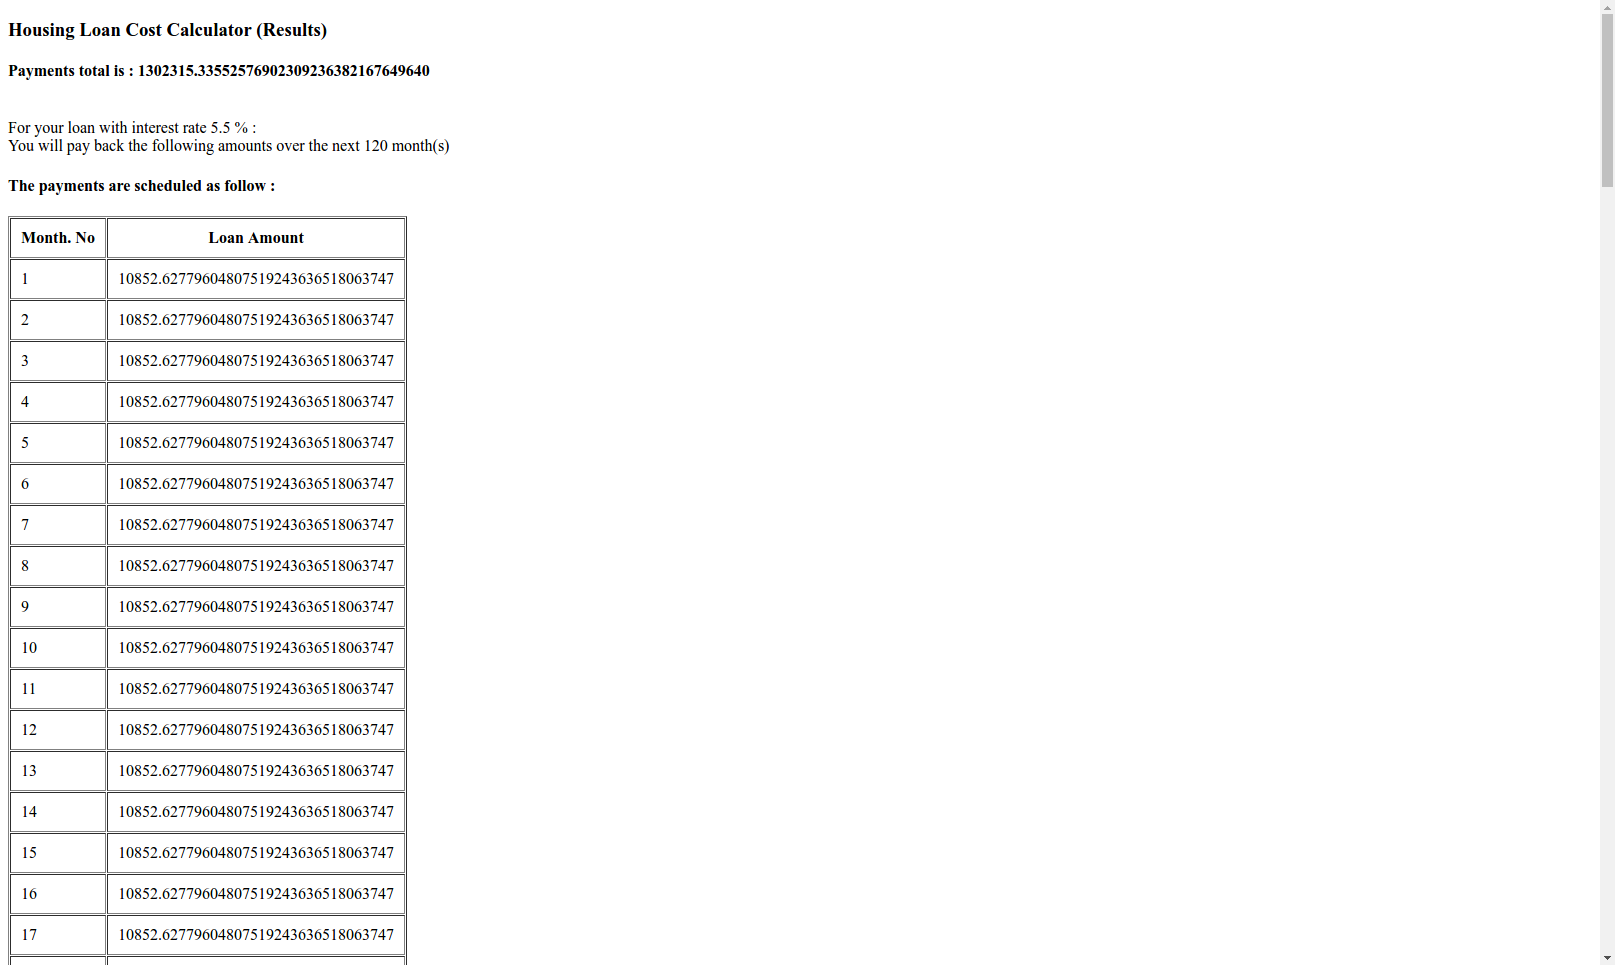 Housing Loan Cost Calculator (Results)
Payments total is : 1302315.33552576902309236382167649640
For your loan with interest rate 5.5 % :
You will pay back the following amounts over the next 120 month(s)
The payments are scheduled as follow :
Month. No Loan Amount
1 10852.6277960480751924363651806374​7
2 10852.62779604807519243636518063747
3 10852.62779604807519243636518063747
4 10852.62779604807519243636518063747
5 10852.62779604807519243636518063747
6 10852.62779604807519243636518063747
7 10852.62779604807519243636518063747
8 10852.62779604807519243636518063747
9 10852.62779604807519243636518063747
10 10852.62779604807519243636518063747
11 10852.62779604807519243636518063747
12 10852.62779604807519243636518063747
13 10852.62779604807519243636518063747
14 10852.62779604807519243636518063747
15 10852.62779604807519243636518063747
16 10852.62779604807519243636518063747
17 10852.62779604807519243636518063747